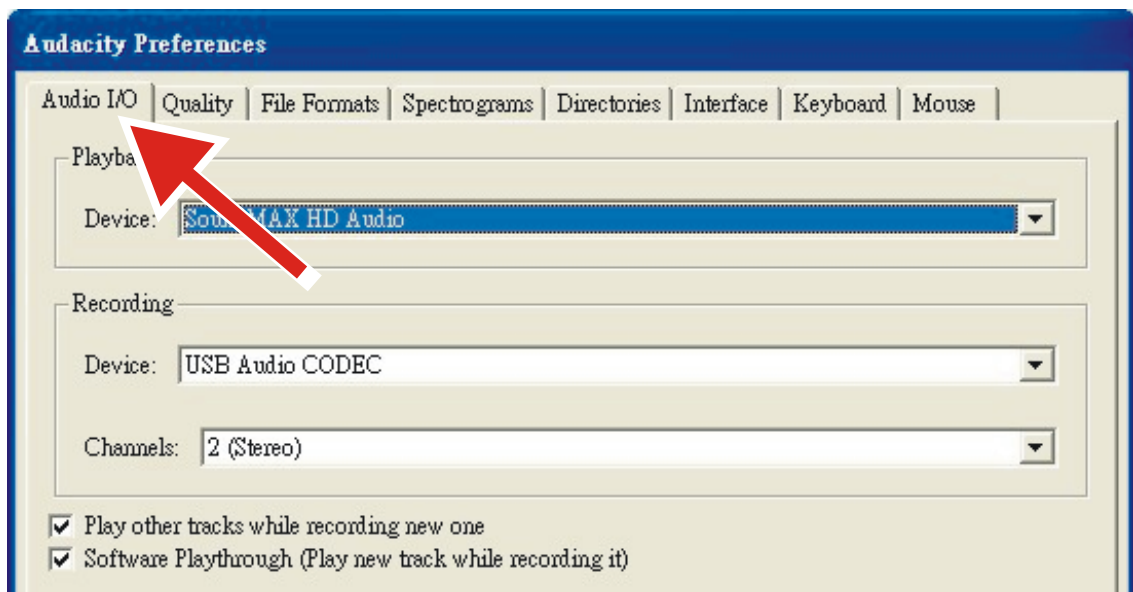 Audacity Preferences
Audio I/O Quality File Formats Spectrograms Directories Interface Keyboard Mouse
Device:
HD Audio
Recording
Device: USB Audio CODEC
Channels: 2 (Stereo)
Play other tracks while recording new one
Software Playthrough (Play new track while recording it)